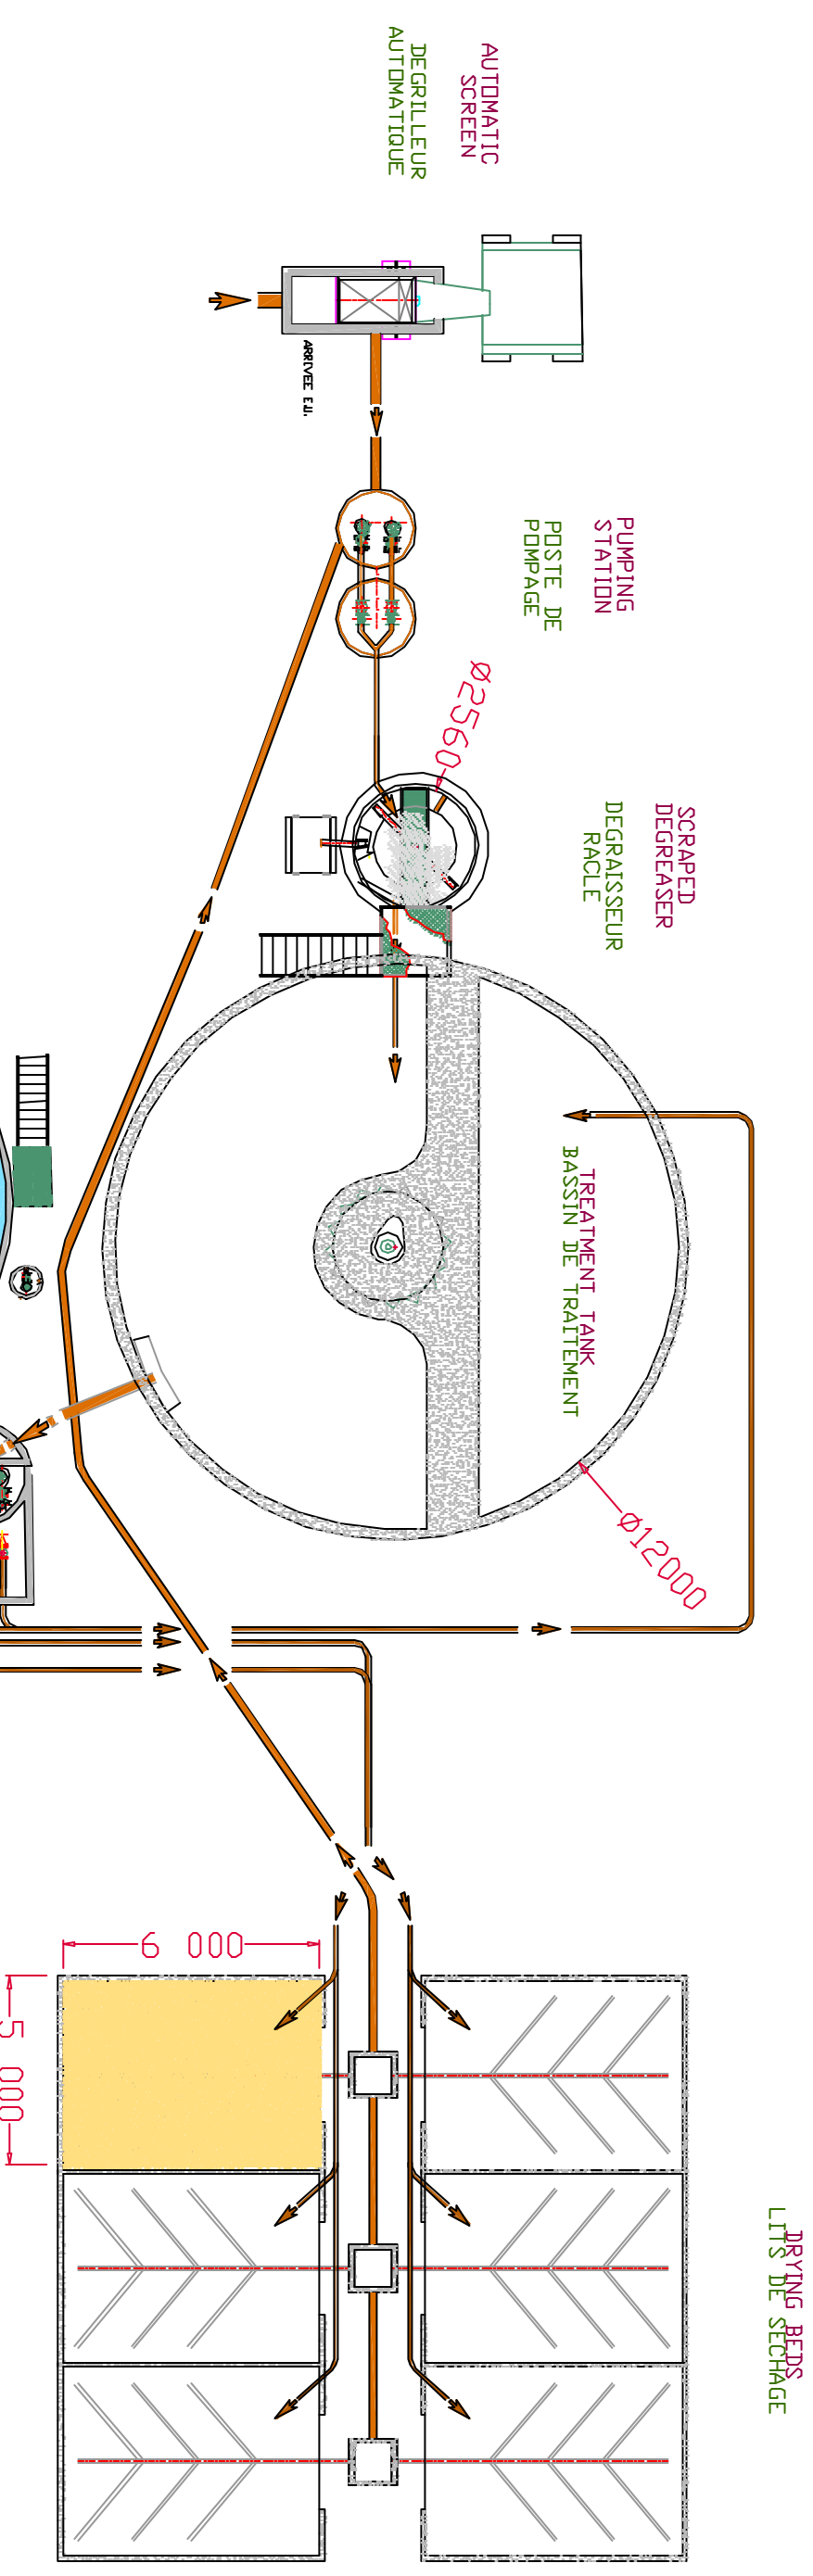 AUTOMATIC
SCREEN
DEGRILLEUR
AUTOMATIQUE
ARRIVEE E.U.
PUMPING
STATION
POSTE DE
POMPAGE
Ø2560
SCRAPED
DEGREASER
DEGRAISSEUR
RACLE
TREATMENT TANK
BASSIN DE TRAITEMENT
Ø12000
6 000
5 000
DRYING BEDS
LITS DE SECHAGE